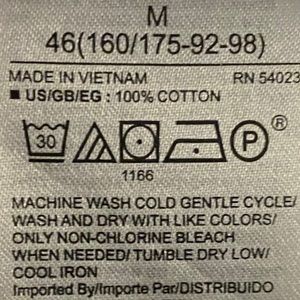 M
46(160/175-92-98)
MADE IN VIETNAM RN 54023
US/GB/EG : 100% COTTON
30 P ®
1166
MACHINE WASH COLD GENTLE CYCLE/
WASH AND DRY WITH LIKE COLORS/
ONLY NON-CHLORINE BLEACH
WHEN NEEDED/ TUMBLE DRY LOW/
COOL IRON
Imported By/Importe Par/DISTRIBUIDO